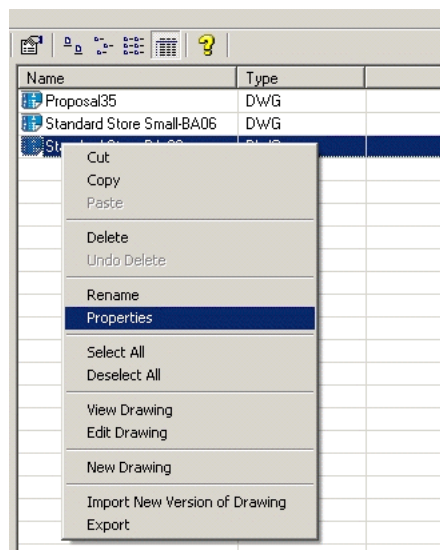 Name Type
Proposal35 DWG
Standard Store Small-BA06 DWG
Cut
Copy
Paste
Delete
Undo Delete
Rename
Properties
Select All
Deselect All
View Drawing
Edit Drawing
New Drawing
Import New Version of Drawing
Export